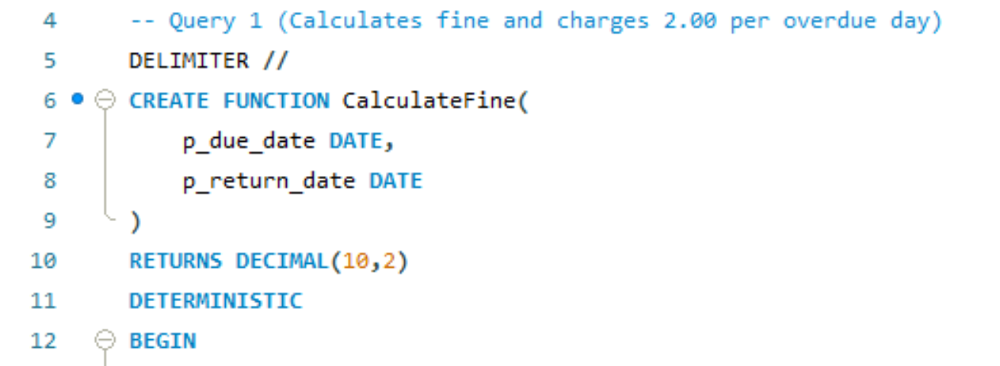 4 -- Query 1 (Calculates fine and charges 2.00 per overdue day)
5 DELIMITER //
6 CREATE FUNCTION CalculateFine(
7 p_due_date DATE,
8 p_return_date DATE
9 )
10 RETURNS DECIMAL(10,2)
11 DETERMINISTIC
12 BEGIN